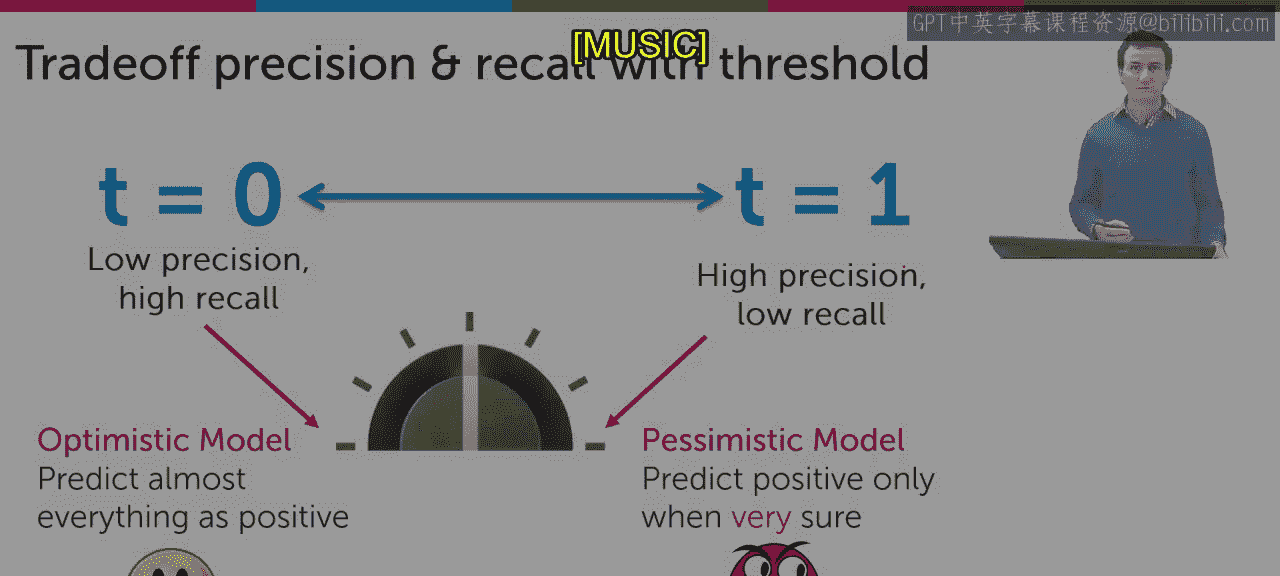 GPT中英字幕课程资源@bilibili.com
[MUSIC]
Tradeoff precision & recall with threshold
t = 0
t = 1
Low precision,
high recall
High precision,
low recall
Optimistic Model
Predict almost
everything as positive
Pessimistic Model
Predict positive only
when very sure